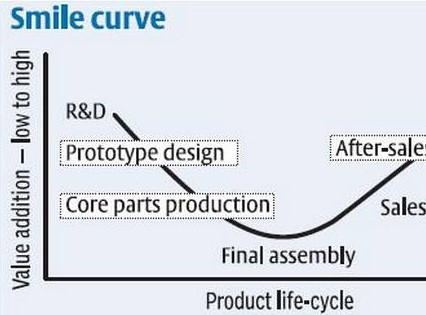 Smile curve
Value addition – low to high
R&D
Prototype design
After-sales
Core parts production
Sales
Final assembly
Product life-cycle